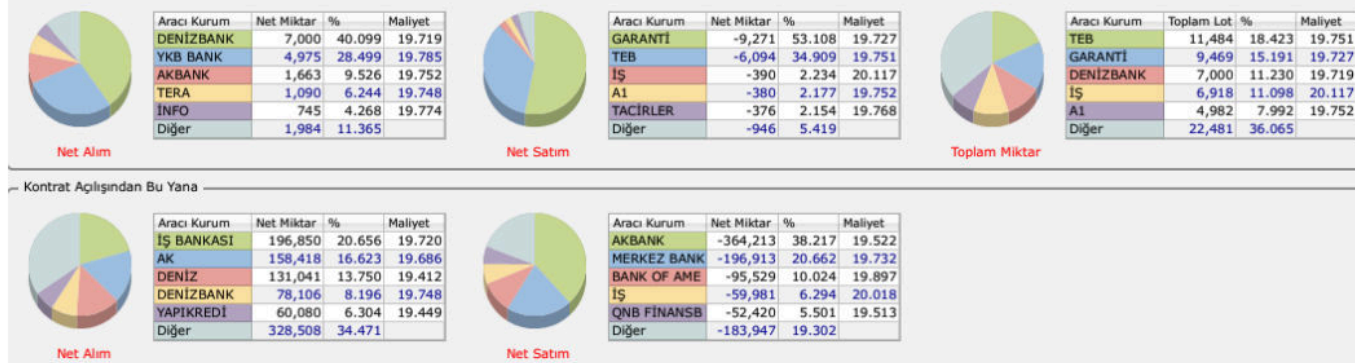 Aracı Kurum Net Miktar % Maliyet
DENİZBANK 7,000 40.099 19.719
YKB BANK 4,975 28.499 19.785
AKBANK 1,663 9.526 19.752
TERA 1,090 6.244 19.748
İNFO 745 4.268 19.774
Diğer 1,984 11.365
Net Alım
Aracı Kurum Net Miktar % Maliyet
GARANTİ -9,271 53.108 19.727
TEB -6,094 34.909 19.751
İŞ -390 2.234 20.117
A1 -380 2.177 19.752
TACİRLER -376 2.154 19.768
Diğer -946 5.419
Net Satım
Aracı Kurum Toplam Lot % Maliyet
TEB 11,484 18.423 19.751
GARANTİ 9,469 15.191 19.727
DENİZBANK 7,000 11.230 19.719
İŞ 6,918 11.098 20.117
A1 4,982 7.992 19.752
Diğer 22,481 36.065
Toplam Miktar
Kontrat Açılışından Bu Yana
Aracı Kurum Net Miktar % Maliyet
İŞ BANKASI 196,850 20.656 19.720
AK 158,418 16.623 19.686
DENİZ 131,041 13.750 19.412
DENİZBANK 78,106 8.196 19.748
YAPIKREDİ 60,080 6.304 19.449
Diğer 328,508 34.471
Net Alım
Aracı Kurum Net Miktar % Maliyet
AKBANK -364,213 38.217 19.522
MERKEZ BANK -196,913 20.662 19.732
BANK OF AME -95,529 10.024 19.897
İŞ -59,981 6.294 20.018
QNB FİNANSB -52,420 5.501 19.513
Diğer -183,947 19.302
Net Satım